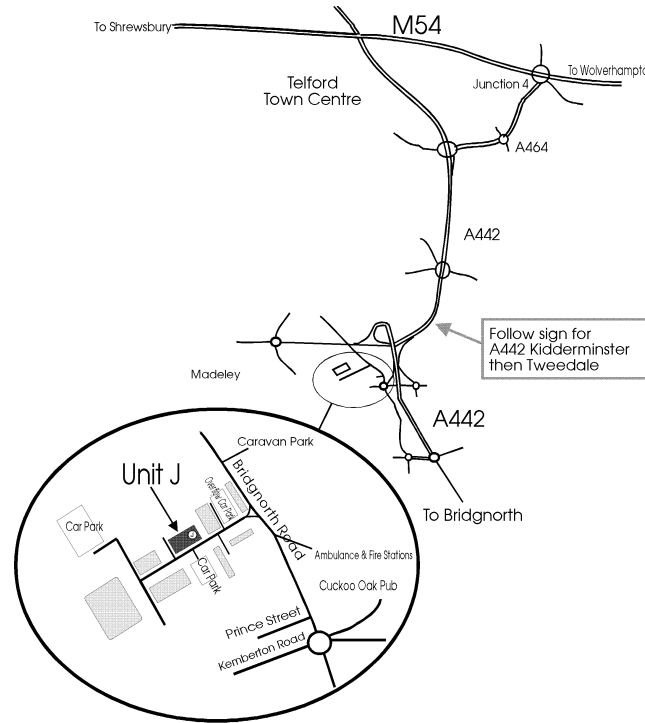 To Shrewsbury
M54
To Wolverhampto
Junction 4
Telford
Town Centre
A464
A442
Follow sign for
A442 Kidderminster
then Tweedale
Madeley
A442
To Bridgnorth
Caravan Park
Unit J
Bridgnorth Road
Overflow Car Park
Car Park
Ambulance & Fire Stations
Car Park
Cuckoo Oak Pub
Prince Street
Kemberton Road